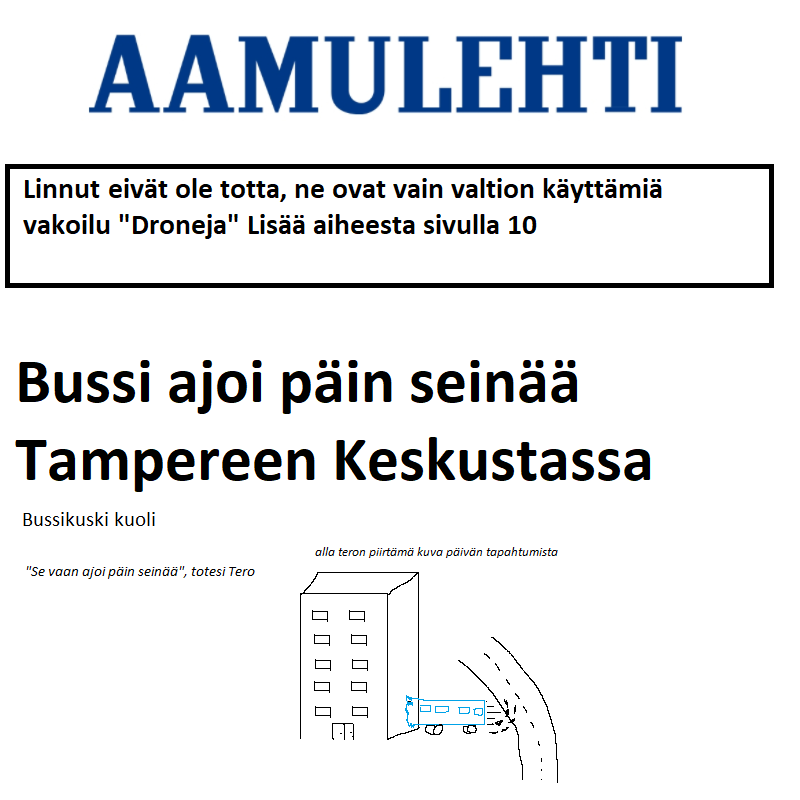 AAMULEHTI
Linnut eivät ole totta, ne ovat vain valtion käyttämiä
vakoilu "Droneja" Lisää aiheesta sivulla 10
Bussi ajoi päin seinää
Tampereen Keskustassa
Bussikuski kuoli
alla teron piirtämä kuva päivän tapahtumista
"Se vaan ajoi päin seinää", totesi Tero